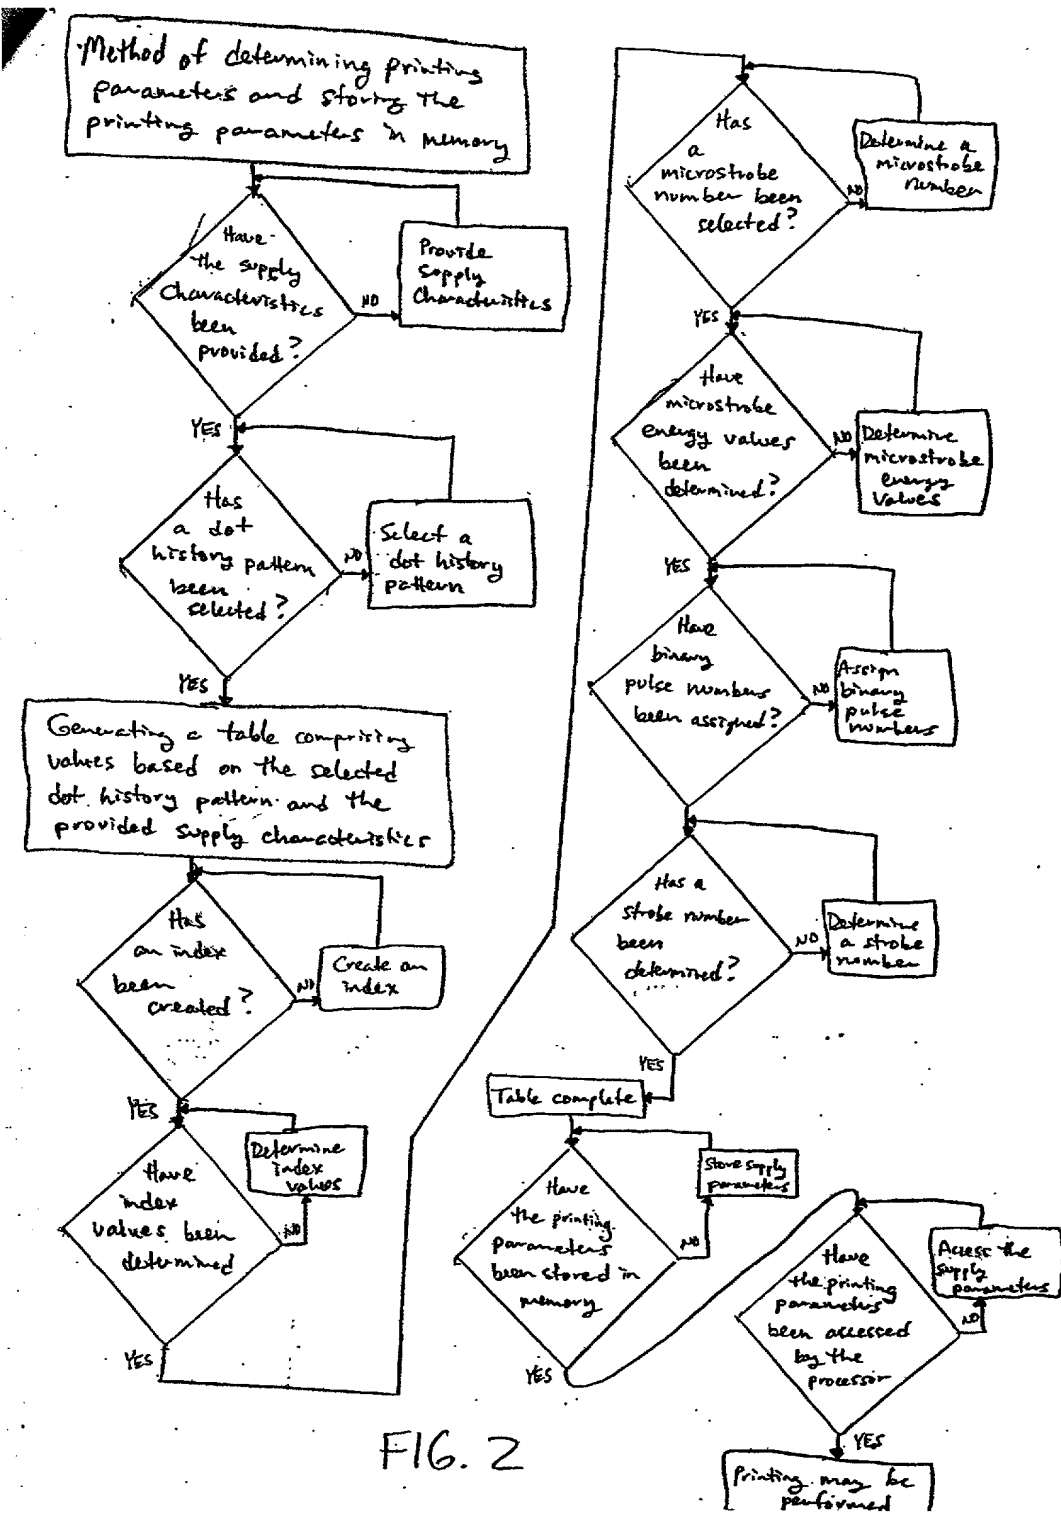 Method of determining printing
parameters and storing the
printing parameters in memory
Have
the supply
characteristics
been
provided?
NO
Provide
supply
characteristics
YES
Has
a dot
history pattern
been
selected?
NO
Select a
dot history
pattern
YES
Generating a table comprising
values based on the selected
dot history pattern and the
provided supply characteristics
Has
an index
been
created?
NO
Create an
index
YES
Have
index
values been
determined
NO
Determine
index
values
YES
Has
a
microstrobe
number been
selected?
NO
Determine a
microstrobe
number
YES
Have
microstrobe
energy values
been
determined?
NO
Determine
microstrobe
energy
values
YES
Have
binary
pulse numbers
been assigned?
NO
Assign
binary
pulse
numbers
Has a
strobe number
been
determined?
NO
Determine
a strobe
number
YES
Table complete
Have
the printing
parameters
been stored in
memory
NO
Store supply
parameters
YES
Have
the printing
parameters
been accessed
by the
processor
NO
Access the
supply
parameters
YES
Printing may be
performed
FIG. 2